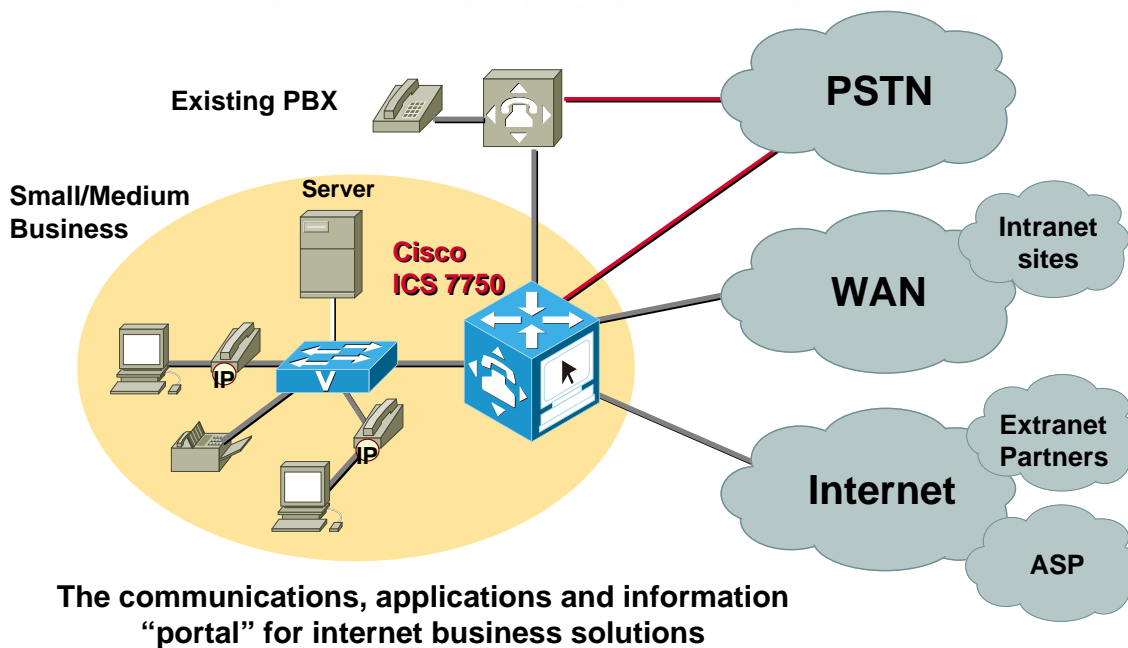 Existing PBX
PSTN
Small/Medium
Business
Server
Cisco
ICS 7750
Intranet
sites
WAN
IP
V
IP
Extranet
Partners
Internet
ASP
The communications, applications and information
“portal” for internet business solutions